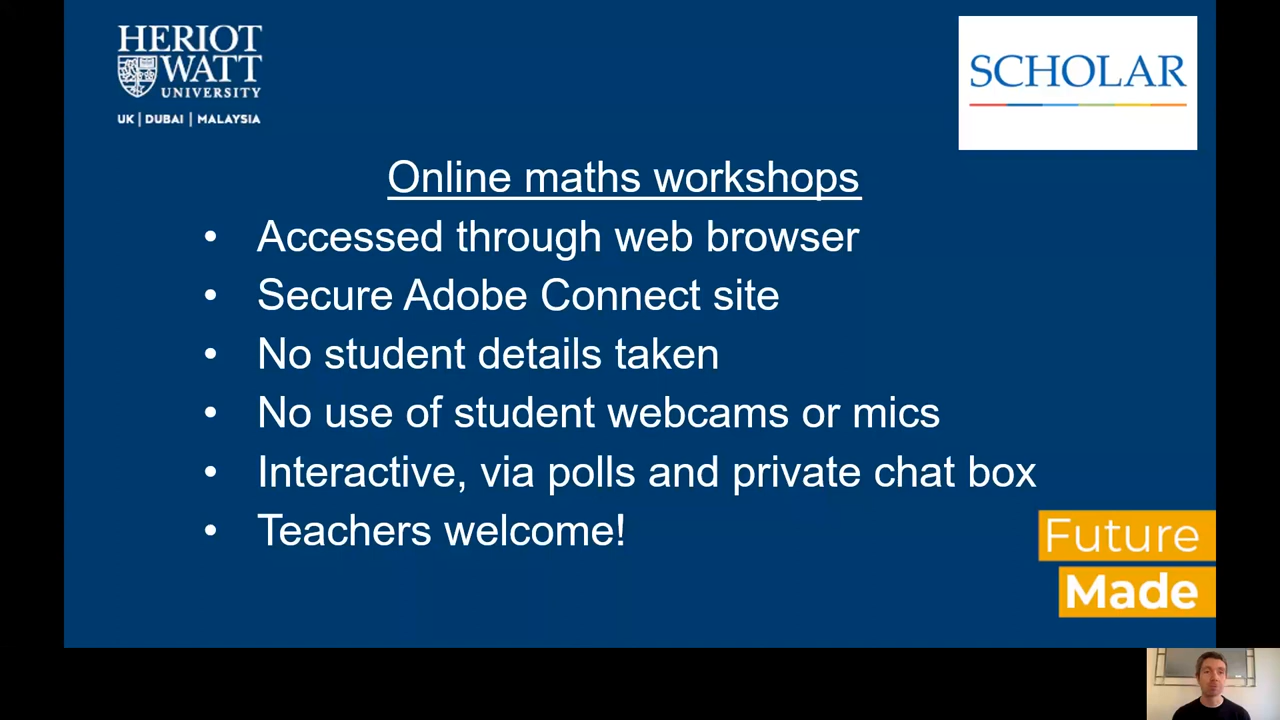 HERIOT
WATT
UNIVERSITY
UK | DUBAI | MALAYSIA
SCHOLAR
Online maths workshops
• Accessed through web browser
• Secure Adobe Connect site
• No student details taken
• No use of student webcams or mics
• Interactive, via polls and private chat box
• Teachers welcome!
Future
Made